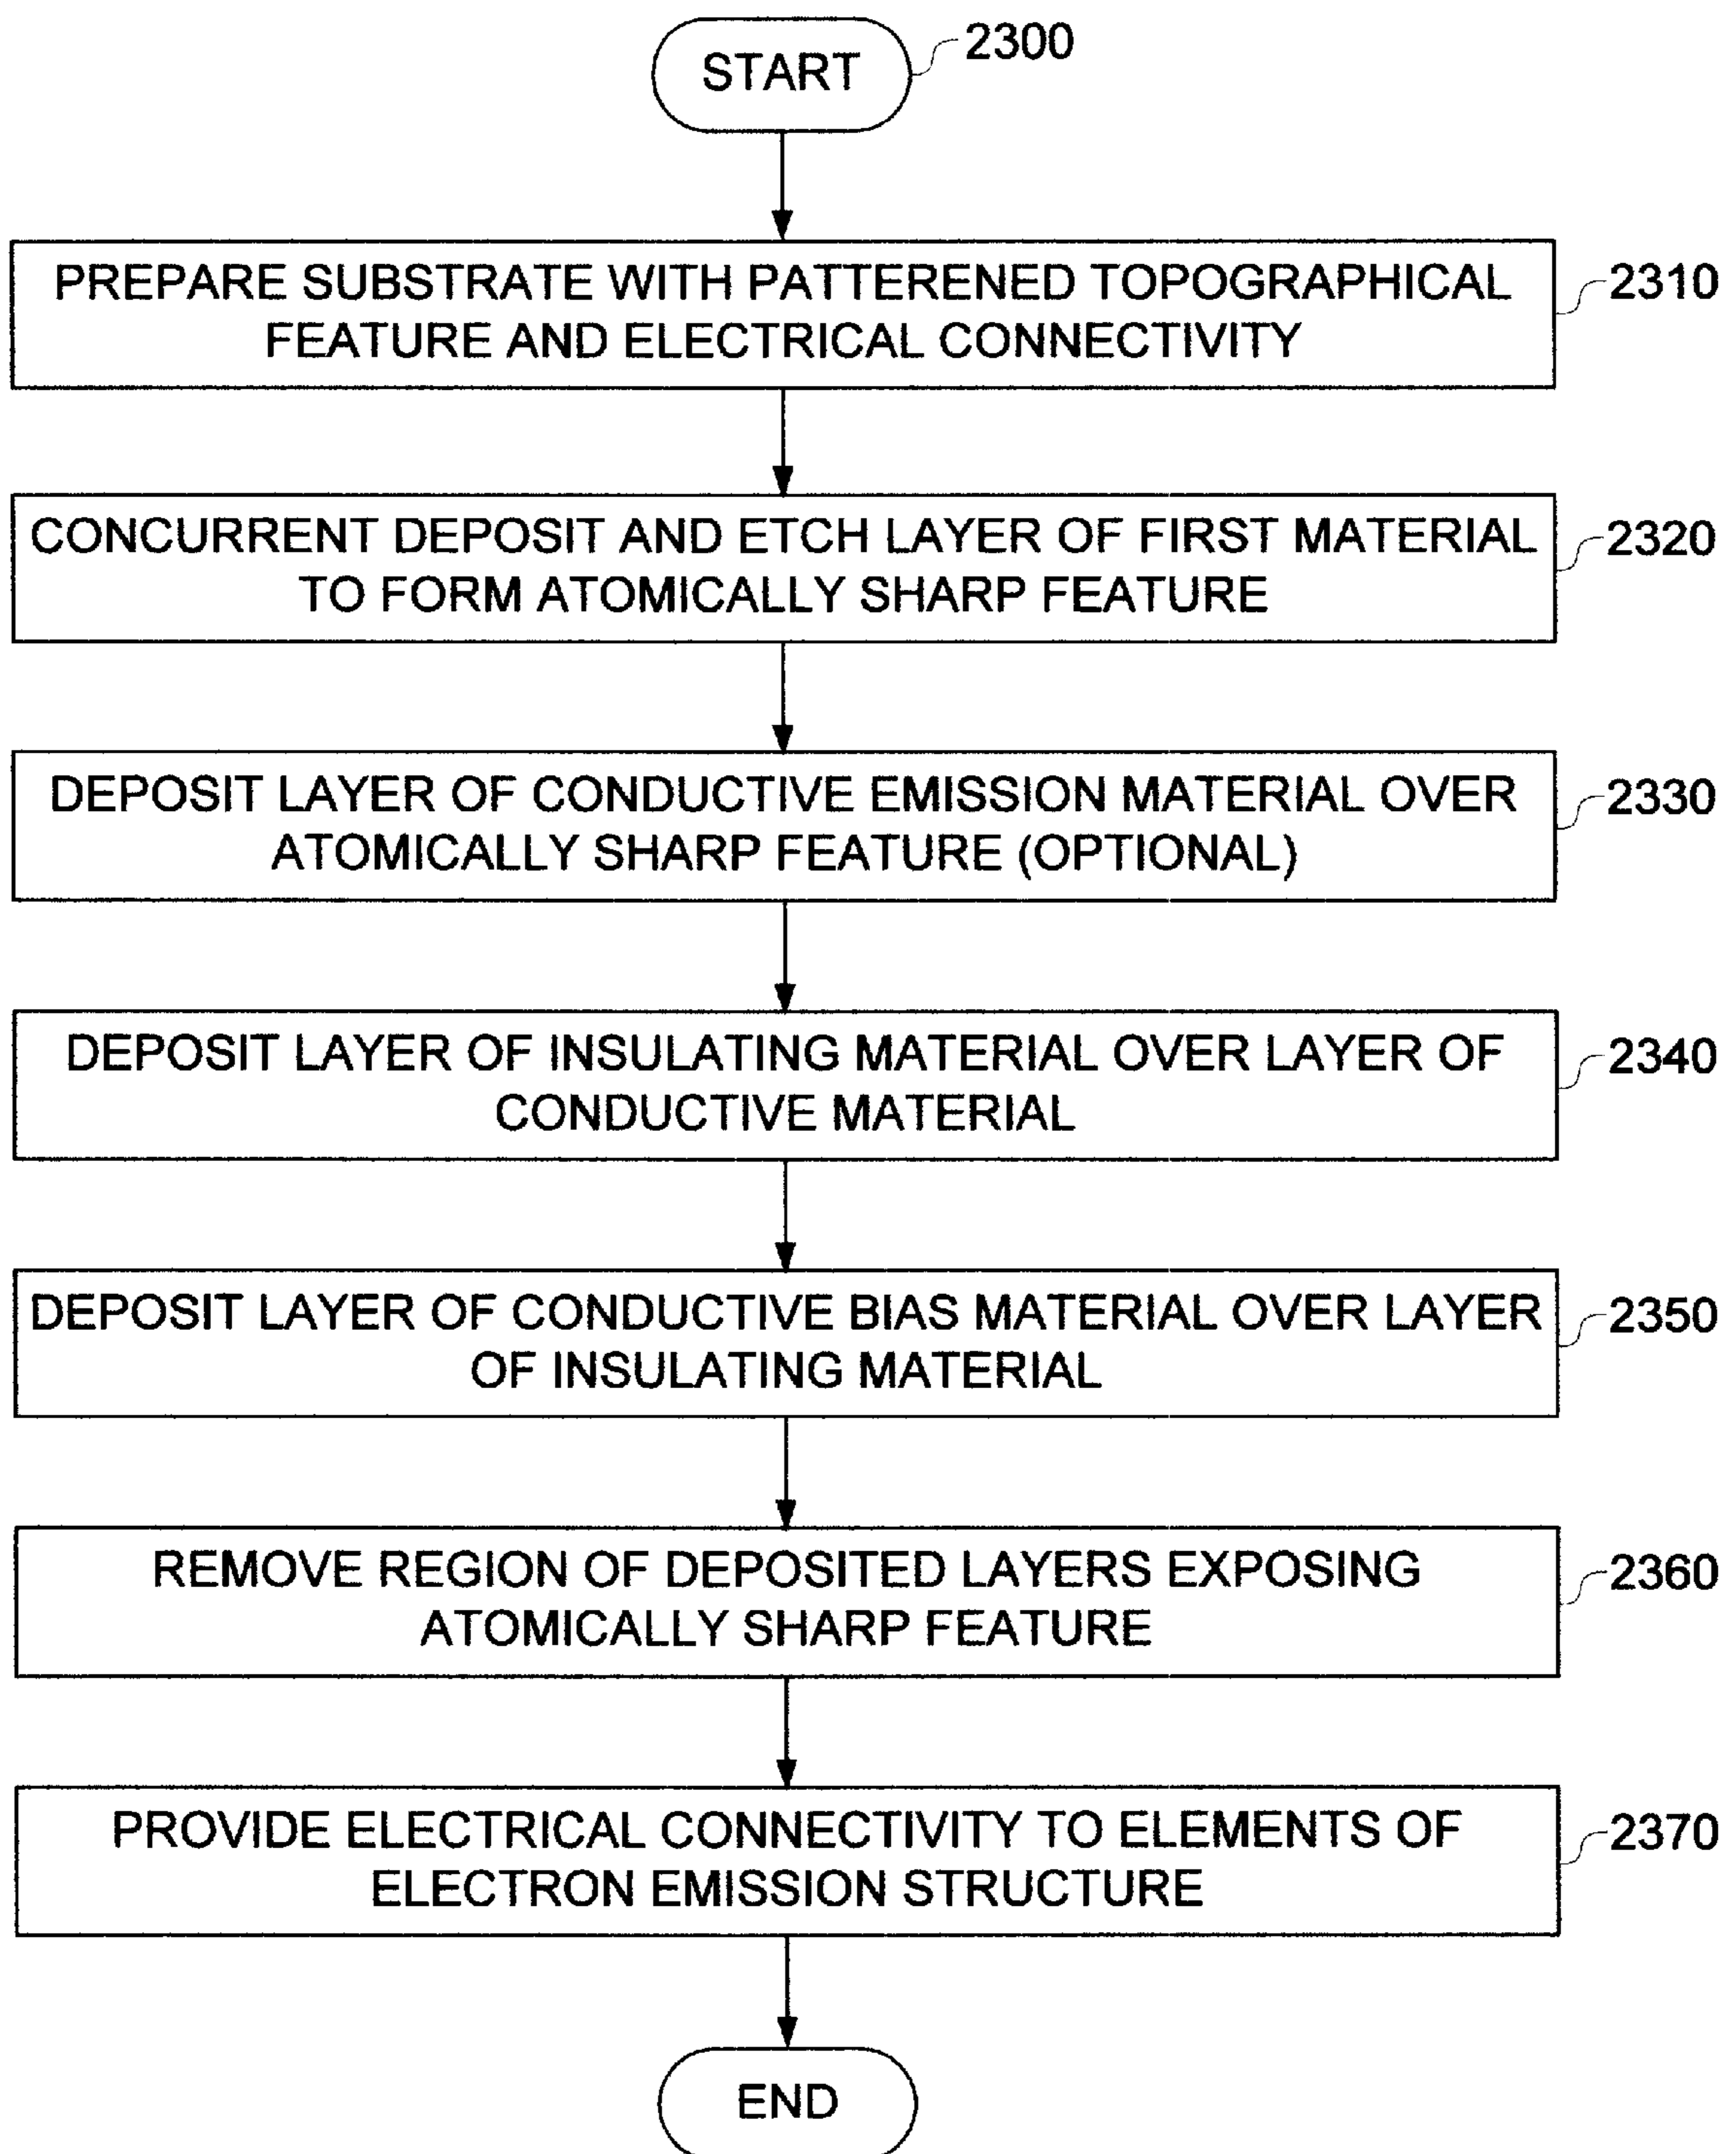 START
2300
PREPARE SUBSTRATE WITH PATTERENED TOPOGRAPHICAL
FEATURE AND ELECTRICAL CONNECTIVITY
2310
CONCURRENT DEPOSIT AND ETCH LAYER OF FIRST MATERIAL
TO FORM ATOMICALLY SHARP FEATURE
2320
DEPOSIT LAYER OF CONDUCTIVE EMISSION MATERIAL OVER
ATOMICALLY SHARP FEATURE (OPTIONAL)
2330
DEPOSIT LAYER OF INSULATING MATERIAL OVER LAYER OF
CONDUCTIVE MATERIAL
2340
DEPOSIT LAYER OF CONDUCTIVE BIAS MATERIAL OVER LAYER
OF INSULATING MATERIAL
2350
REMOVE REGION OF DEPOSITED LAYERS EXPOSING
ATOMICALLY SHARP FEATURE
2360
PROVIDE ELECTRICAL CONNECTIVITY TO ELEMENTS OF
ELECTRON EMISSION STRUCTURE
2370
END